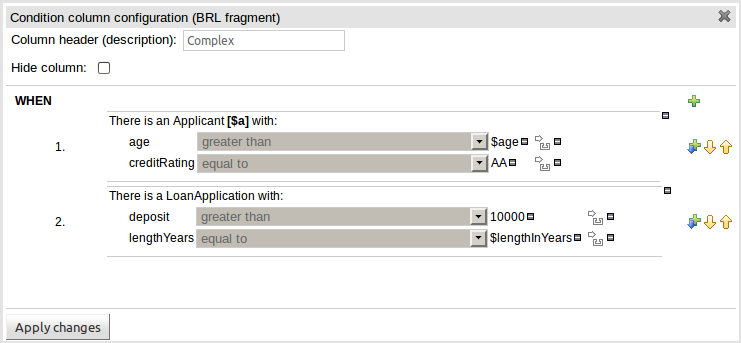 Condition column configuration (BRL fragment)
Column header (description): Complex
Hide column:
WHEN
There is an Applicant [$a] with:
1.
age greater than $age
creditRating equal to AA
There is a LoanApplication with:
2.
deposit greater than 10000
lengthYears equal to $lengthInYears
Apply changes